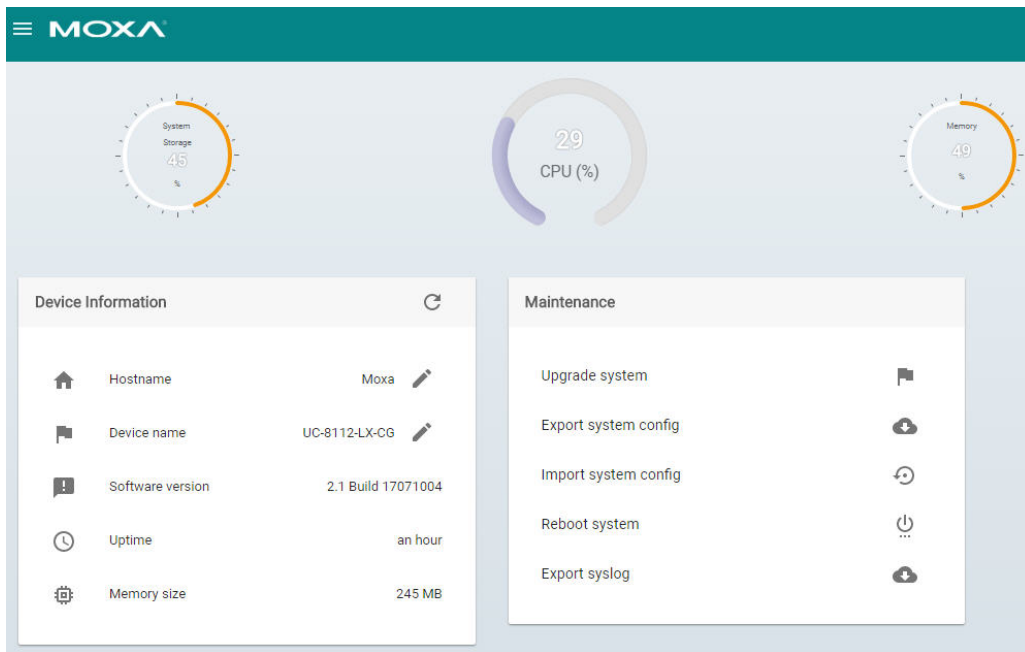 MOXA
System
Storage
45
%
29
CPU (%)
Memory
49
%
Device Information
Hostname Moxa
Device name UC-8112-LX-CG
Software version 2.1 Build 17071004
Uptime an hour
Memory size 245 MB
Maintenance
Upgrade system
Export system config
Import system config
Reboot system
Export syslog